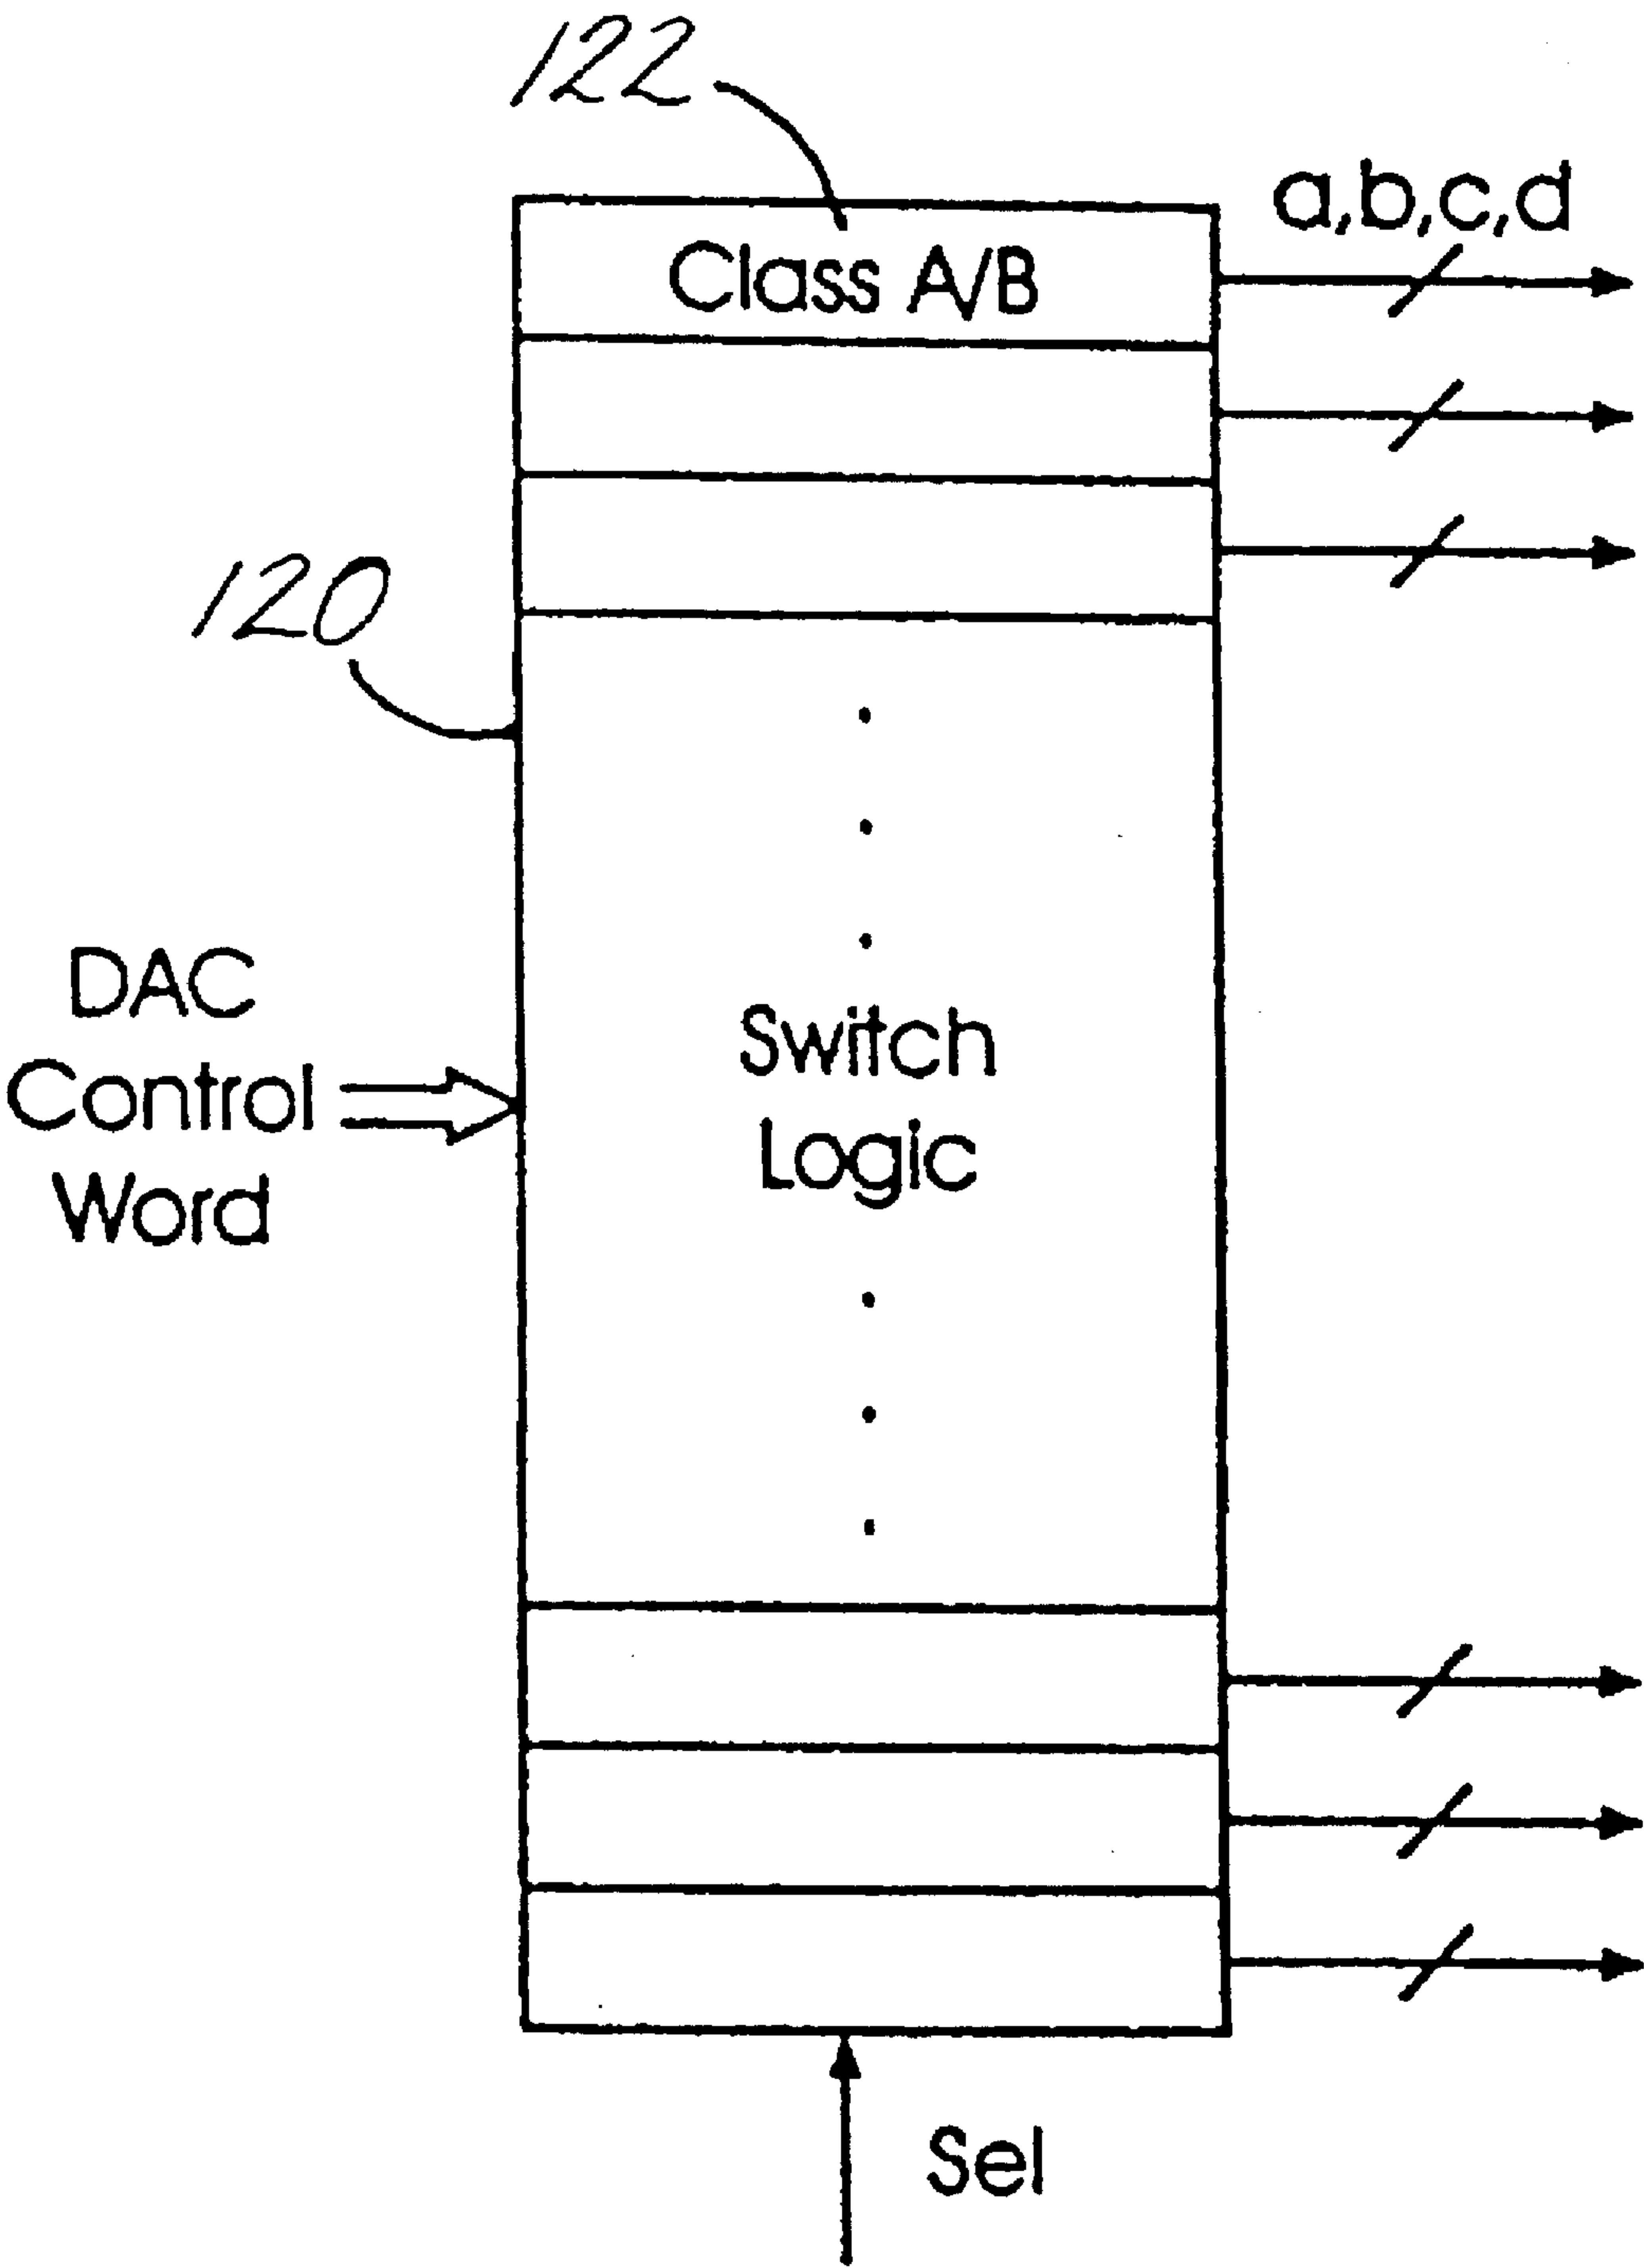 122
a,b,c,d
Class A/B
120
DAC
Control
Word
Switch
Logic
Sel